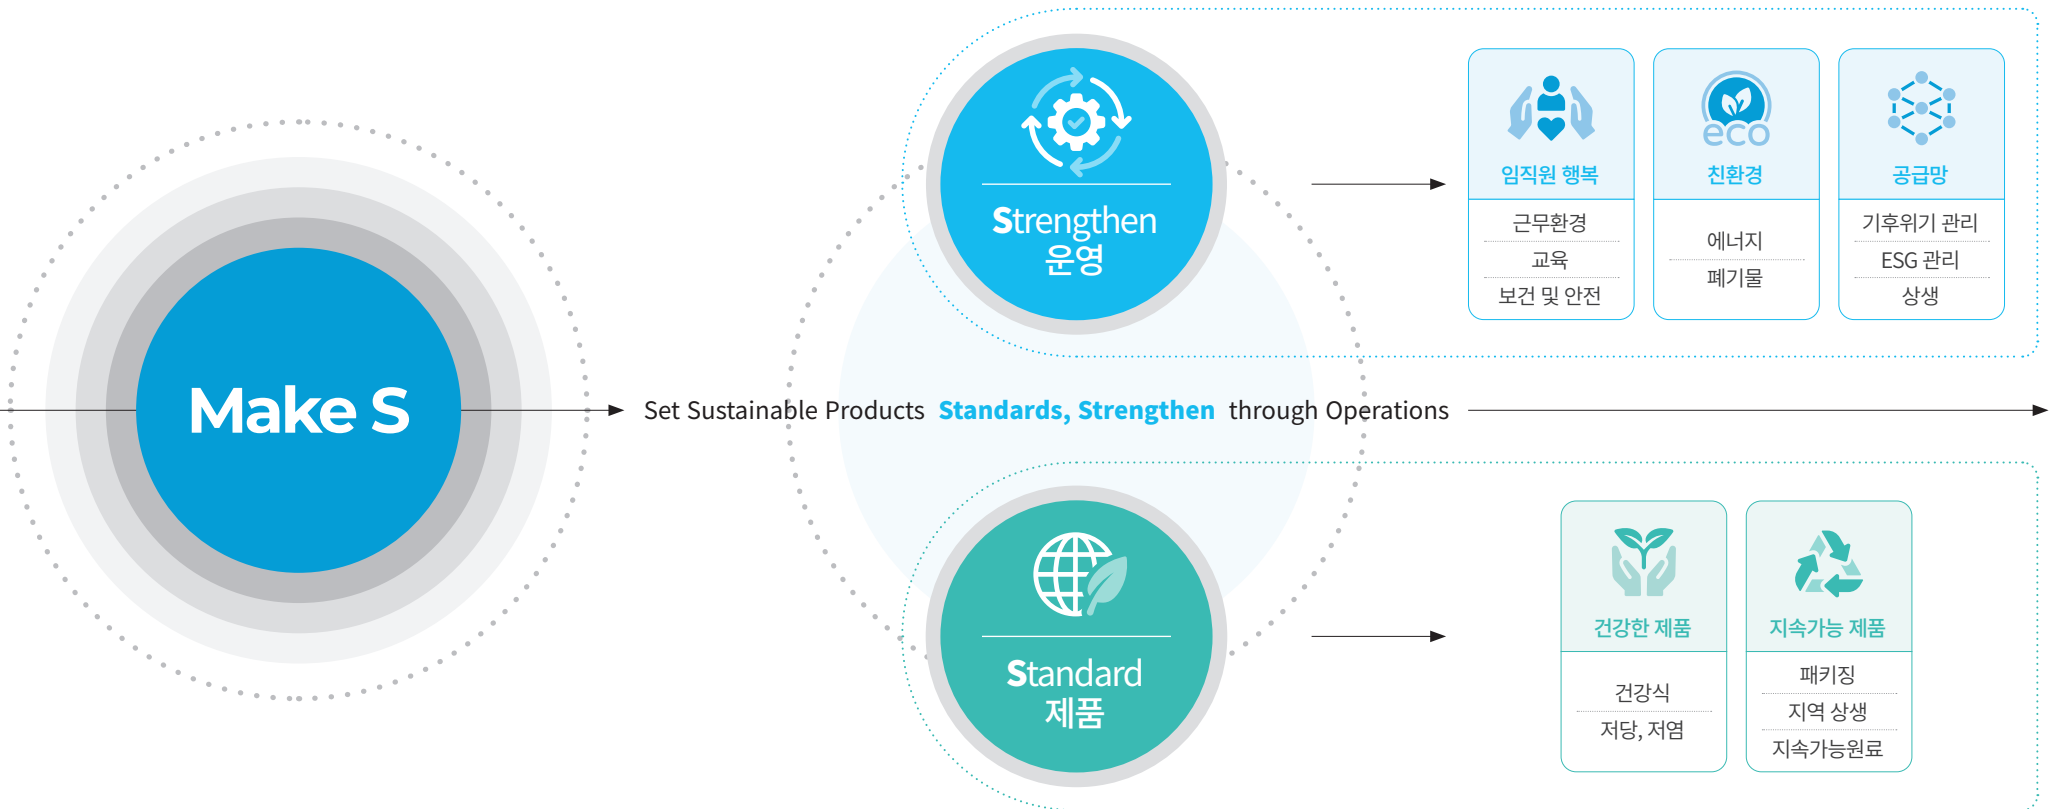 Make S
Set Sustainable Products Standards, Strengthen through Operations
Strengthen
운영
eco
임직원 행복
근무환경
교육
보건 및 안전
친환경
에너지
폐기물
공급망
기후위기 관리
ESG 관리
상생
Standard
제품
건강한 제품
건강식
저당, 저염
지속가능 제품
패키징
지역 상생
지속가능원료